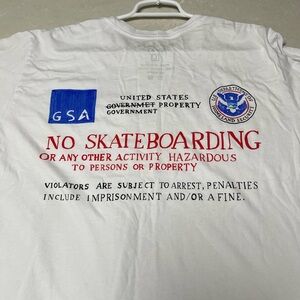 UNITED STATES
GSA
GOVERNMET PROPERTY
GOVERNMENT
NO SKATEBOARDING
OR ANY OTHER ACTIVITY HAZARDOUS
TO PERSONS OR PROPERTY
VIOLATORS ARE SUBJECT TO ARREST, PENALTIES
INCLUDE IMPRISONMENT AND/OR A FINE.